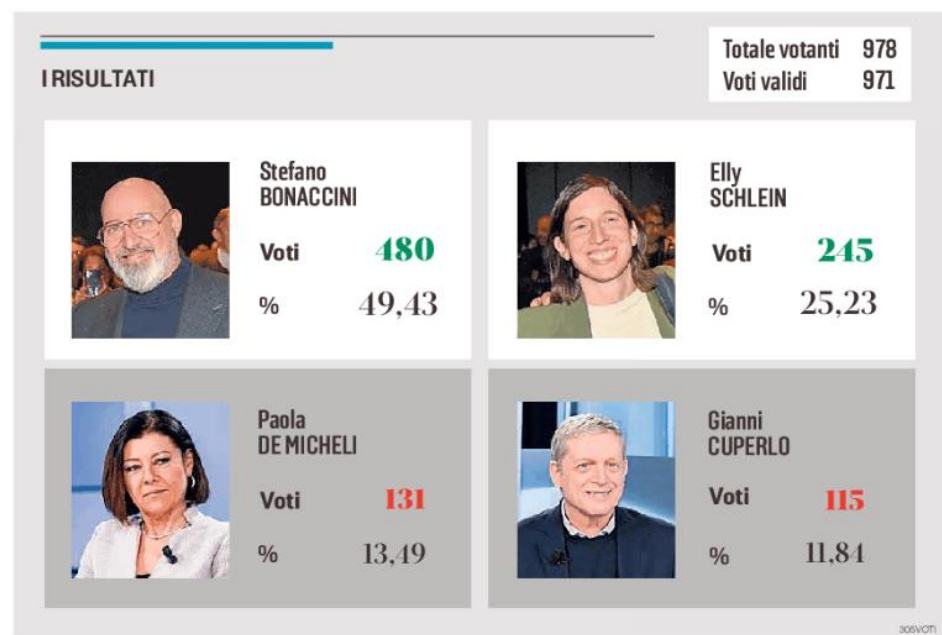 I RISULTATI
Totale votanti 978
Voti validi 971
Stefano
BONACCINI
Voti 480
% 49,43
Elly
SCHLEIN
Voti 245
% 25,23
Paola
DE MICHELI
Voti 131
% 13,49
Gianni
CUPERLO
Voti 115
% 11,84
305VOTI